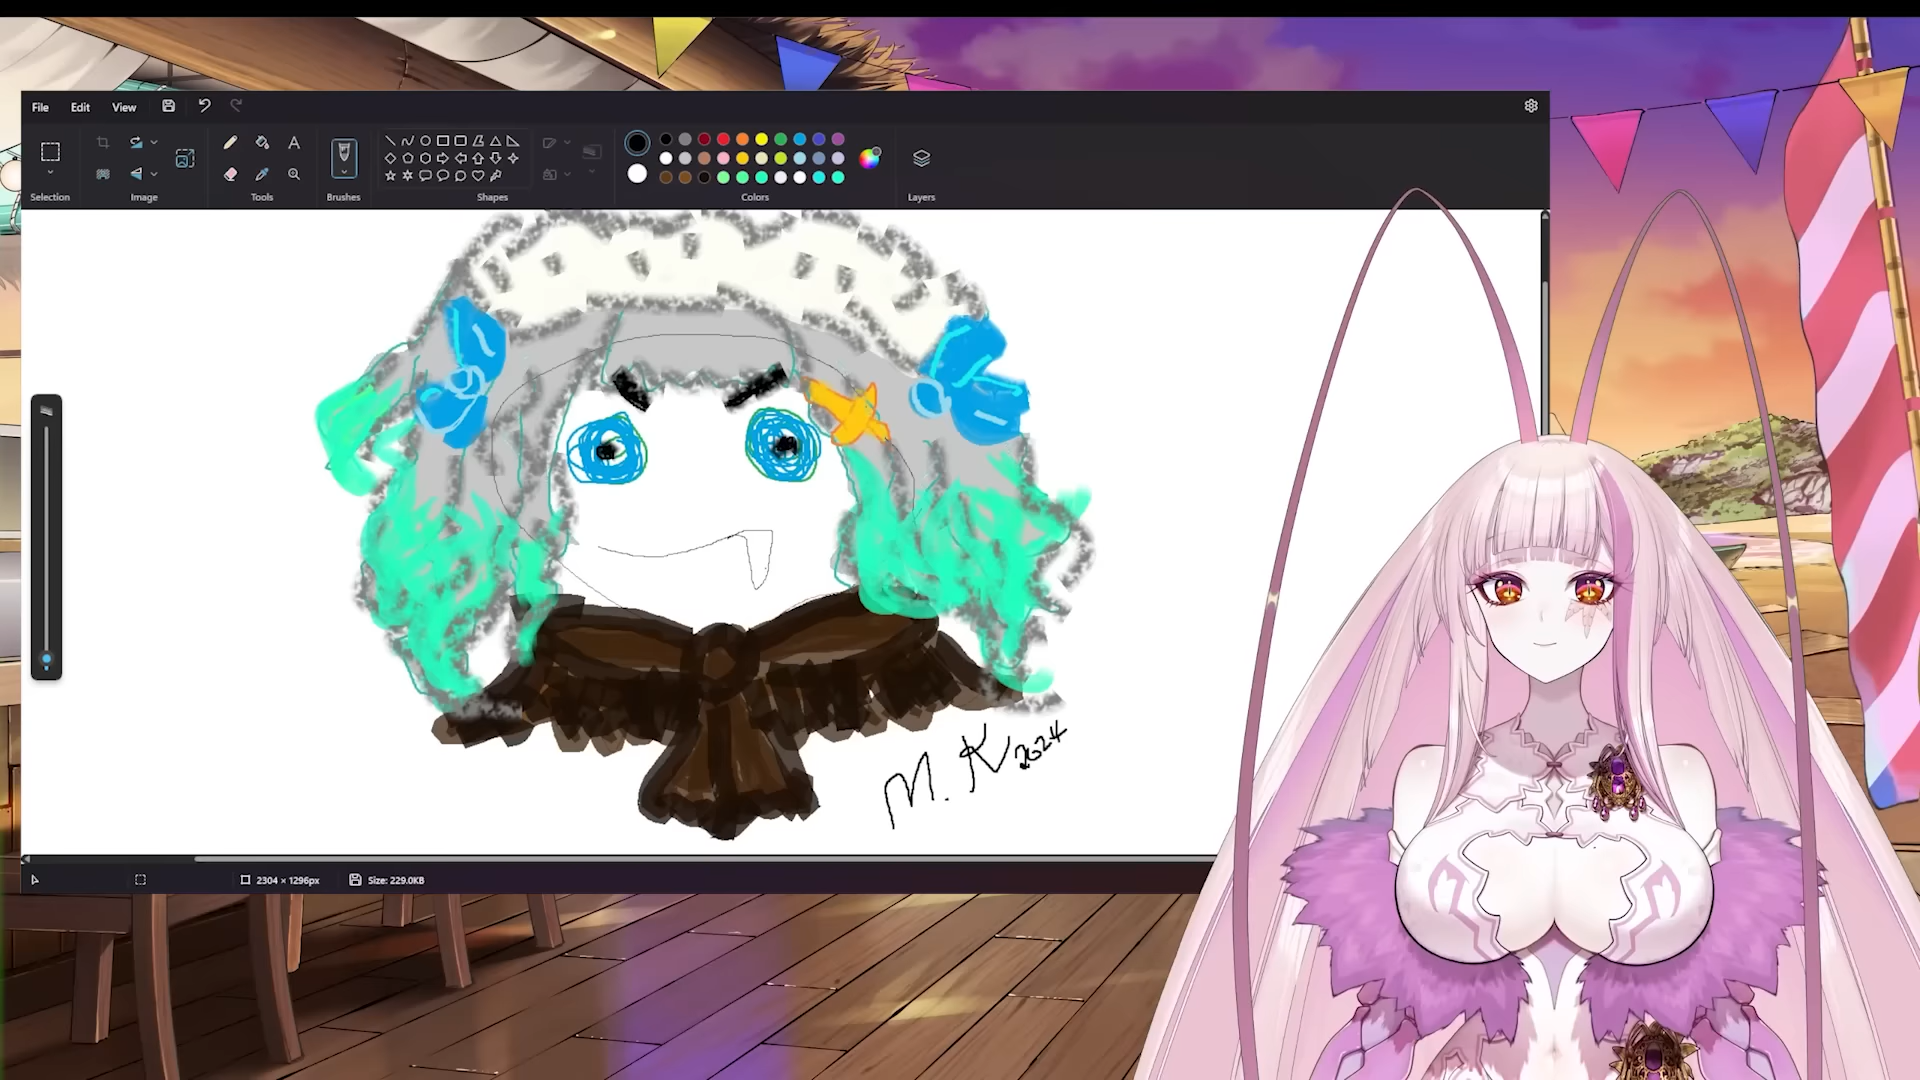 File Edit View
A
Selection Image Tools Brushes Shapes Colors Layers
M. K 2024
2304 × 1296px Size: 229.0KB